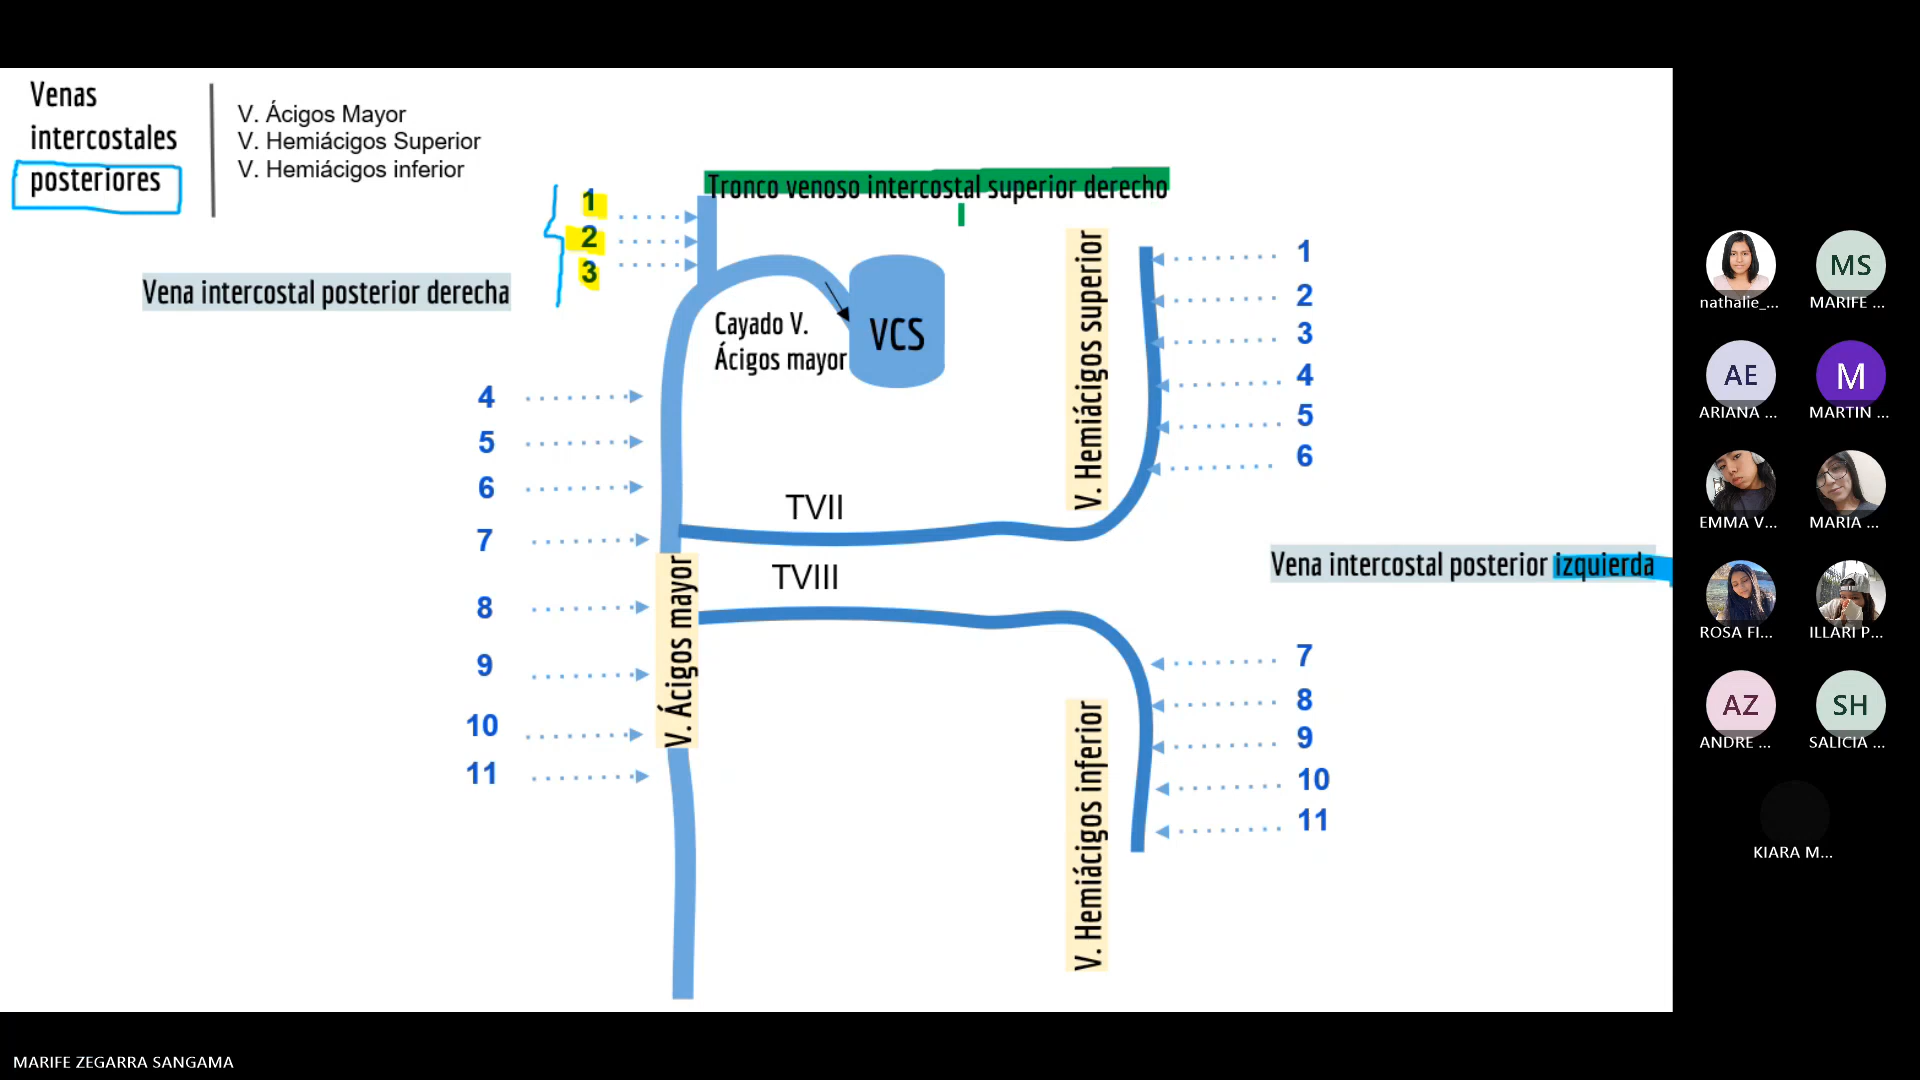 Venas
intercostales
posteriores
V. Ácigos Mayor
V. Hemiácigos Superior
V. Hemiácigos inferior
Tronco venoso intercostal superior derecho
1
2
3
Vena intercostal posterior derecha
Cayado V.
Ácigos mayor
VCS
4
5
6
7
8
9
10
11
V. Ácigos mayor
TVII
TVIII
V. Hemiácigos superior
1
2
3
4
5
6
Vena intercostal posterior izquierda
V. Hemiácigos inferior
7
8
9
10
11
nathalie_...
MS
MARIFE ...
AE
ARIANA ...
M
MARTIN ...
EMMA V...
MARIA ...
ROSA FI...
ILLARI P...
AZ
ANDRE ...
SH
SALICIA ...
KIARA M...
MARIFE ZEGARRA SANGAMA